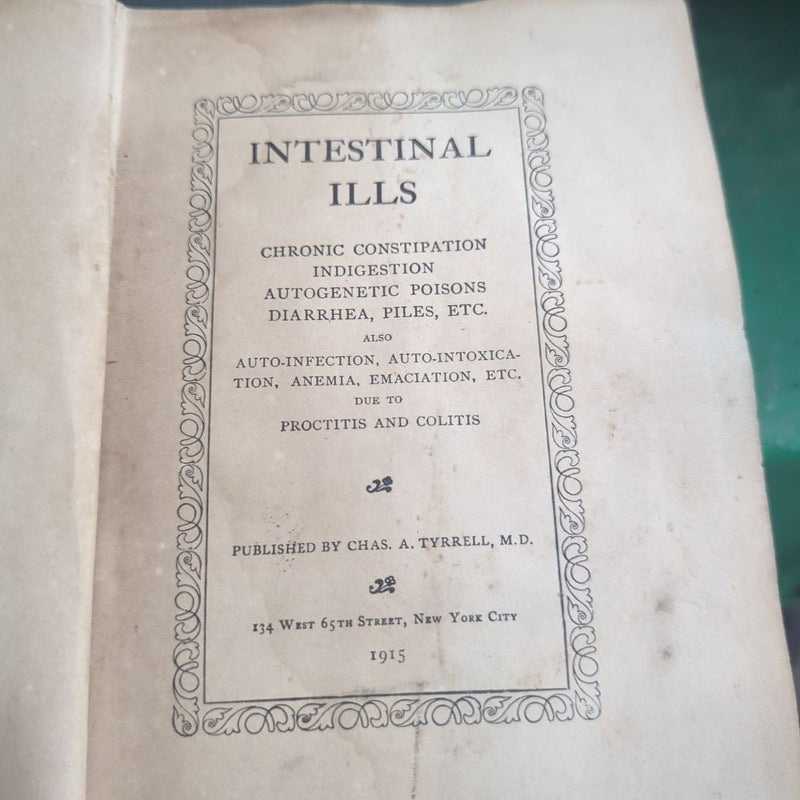 INTESTINAL
ILLS
CHRONIC CONSTIPATION
INDIGESTION
AUTOGENETIC POISONS
DIARRHEA, PILES, ETC.
ALSO
AUTO-INFECTION, AUTO-INTOXICA-
TION, ANEMIA, EMACIATION, ETC.
DUE TO
PROCTITIS AND COLITIS
PUBLISHED BY CHAS. A. TYRRELL, M.D.
134 WEST 65TH STREET, NEW YORK CITY
1915